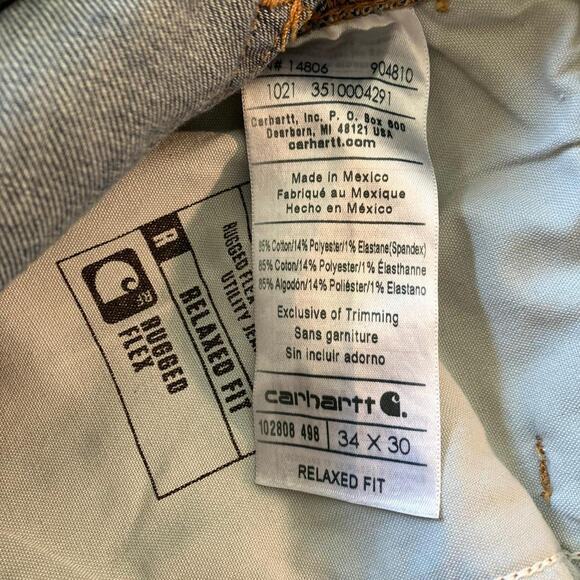 N# 14806 904810
1021 3510004291
Carhartt, Inc. P. O. Box 600
Dearborn, MI 48121 USA
carhartt.com
Made in Mexico
Fabriqué au Mexique
Hecho en México
85% Cotton/14% Polyester/1% Elastane(Spandex)
85% Coton/14% Polyester/1% Élasthanne
85% Algodón/14% Poliéster/1% Elastano
Exclusive of Trimming
Sans garniture
Sin incluir adorno
carhartt
102808 498 34 X 30
RELAXED FIT
R RELAXED FIT
RUGGED FLEX
UTILITY
RF
RUGGED
FLEX